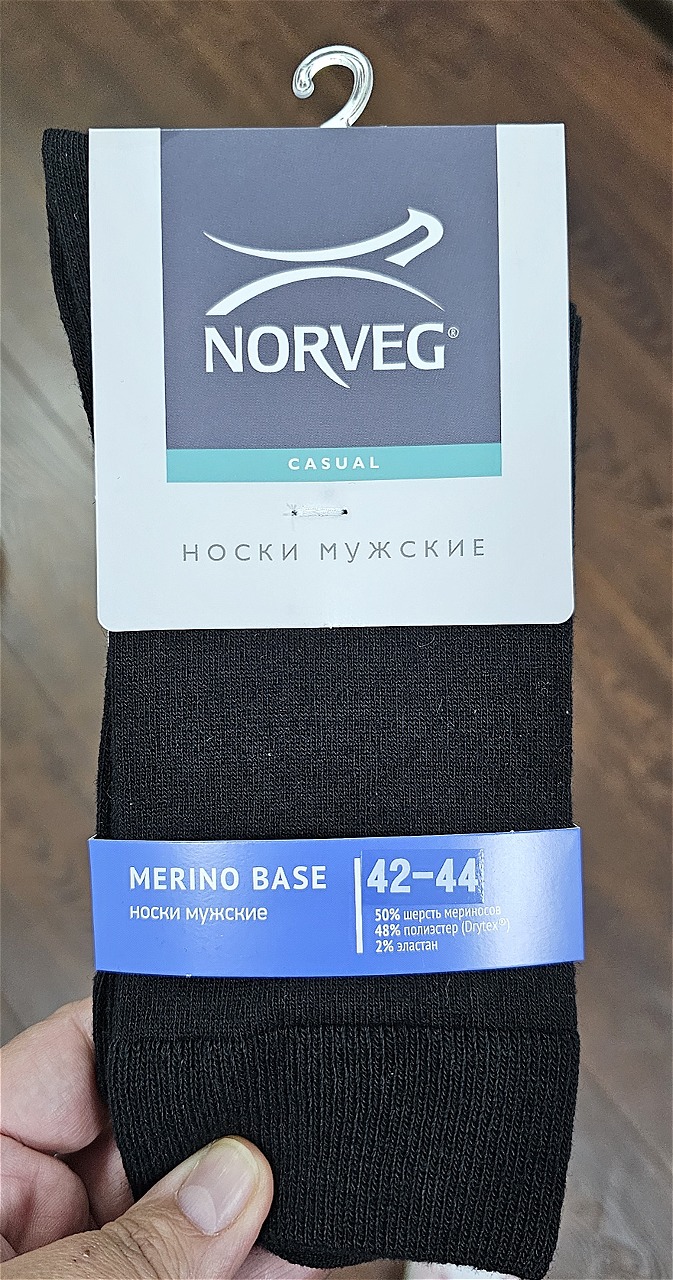 NORVEG®
CASUAL
НОСКИ МУЖСКИЕ
MERINO BASE
носки мужские
42–44
50% шерсть мериносов
48% полиэстер (Drytex®)
2% эластан